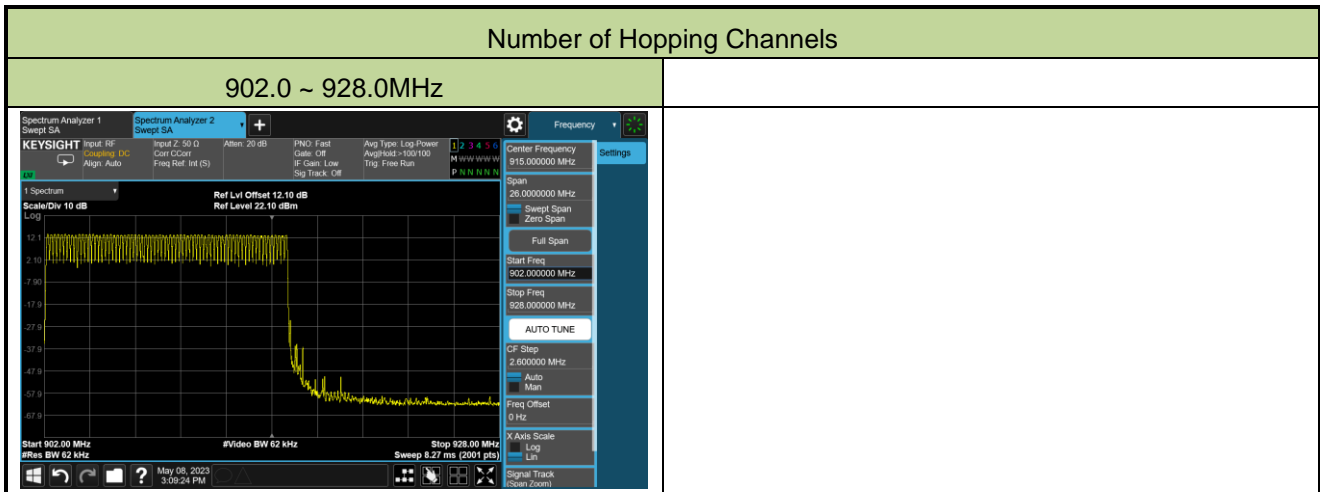 Number of Hopping Channels
902.0 ~ 928.0MHz
Spectrum Analyzer 1
Swept SA
Spectrum Analyzer 2
Swept SA
+
Frequency
KEYSIGHT
Input: RF
Coupling: DC
Align: Auto
Input Z: 50 Ω
Corr CCorr
Freq Ref: Int (S)
Atten: 20 dB
PNO: Fast
Gate: Off
IF Gain: Low
Sig Track: Off
Avg Type: Log-Power
Avg|Hold:>100/100
Trig: Free Run
1 2 3 4 5 6
M W W W W W
P N N N N N
Settings
1 Spectrum
Scale/Div 10 dB
Log
Ref Lvl Offset 12.10 dB
Ref Level 22.10 dBm
12.1
2.10
-7.90
-17.9
-27.9
-37.9
-47.9
-57.9
-67.9
Start 902.00 MHz
#Res BW 62 kHz
#Video BW 62 kHz
Stop 928.00 MHz
Sweep 8.27 ms (2001 pts)
Center Frequency
915.000000 MHz
Span
26.0000000 MHz
Swept Span
Zero Span
Full Span
Start Freq
902.000000 MHz
Stop Freq
928.000000 MHz
AUTO TUNE
CF Step
2.600000 MHz
Auto
Man
Freq Offset
0 Hz
X Axis Scale
Log
Lin
Signal Track
(Span Zoom)
?
May 08, 2023
3:09:24 PM